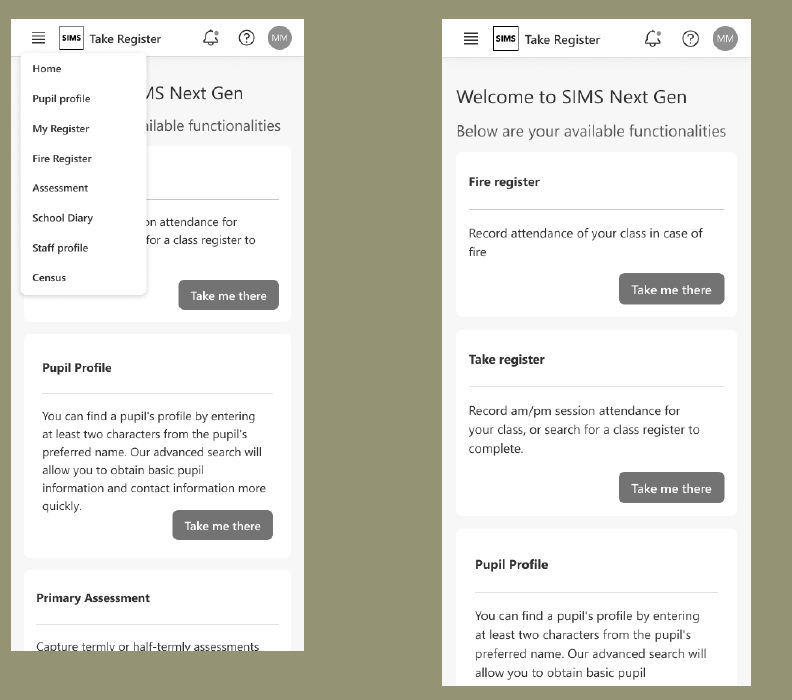 SIMS Take Register MM
Home
Pupil profile
My Register
Fire Register
Assessment
School Diary
Staff profile
Census
MS Next Gen
ailable functionalities
on attendance for
for a class register to
Take me there
Pupil Profile
You can find a pupil's profile by entering
at least two characters from the pupil's
preferred name. Our advanced search will
allow you to obtain basic pupil
information and contact information more
quickly.
Take me there
Primary Assessment
Capture termly or half-termly assessments
SIMS Take Register MM
Welcome to SIMS Next Gen
Below are your available functionalities
Fire register
Record attendance of your class in case of
fire
Take me there
Take register
Record am/pm session attendance for
your class, or search for a class register to
complete.
Take me there
Pupil Profile
You can find a pupil's profile by entering
at least two characters from the pupil's
preferred name. Our advanced search will
allow you to obtain basic pupil